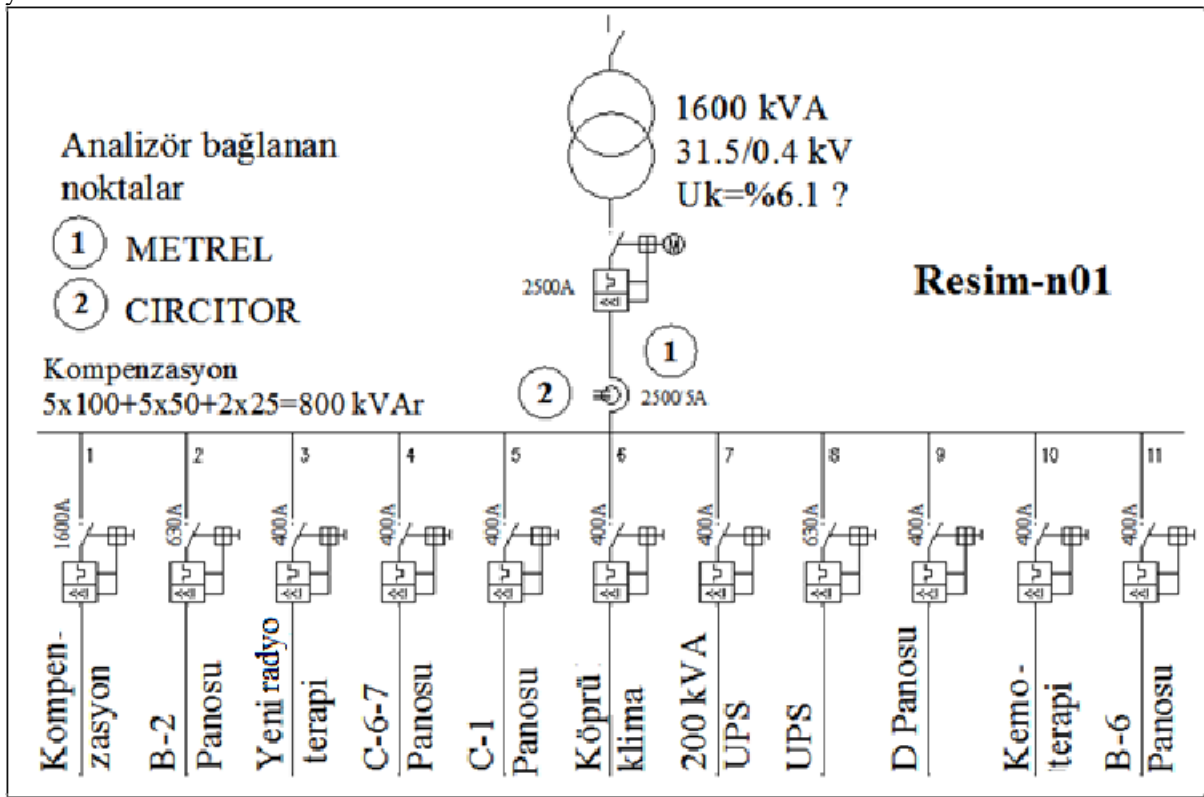 1600 kVA
31.5/0.4 kV
Uk=%6.1 ?
Analizör bağlanan
noktalar
1 METREL
2 CIRCITOR
M
2500A
Resim-n01
1
2
2500/5A
Kompenzasyon
5x100+5x50+2x25=800 kVAr
1 2 3 4 5 6 7 8 9 10 11
1600A 630A 400A 400A 400A 400A 400A 630A 400A 400A 400A
Kompen-
zasyon
B-2
Panosu
Yeni radyo
terapi
C-6-7
Panosu
C-1
Panosu
Köprü
klima
200 kVA
UPS
UPS
D Panosu
Kemo-
terapi
B-6
Panosu